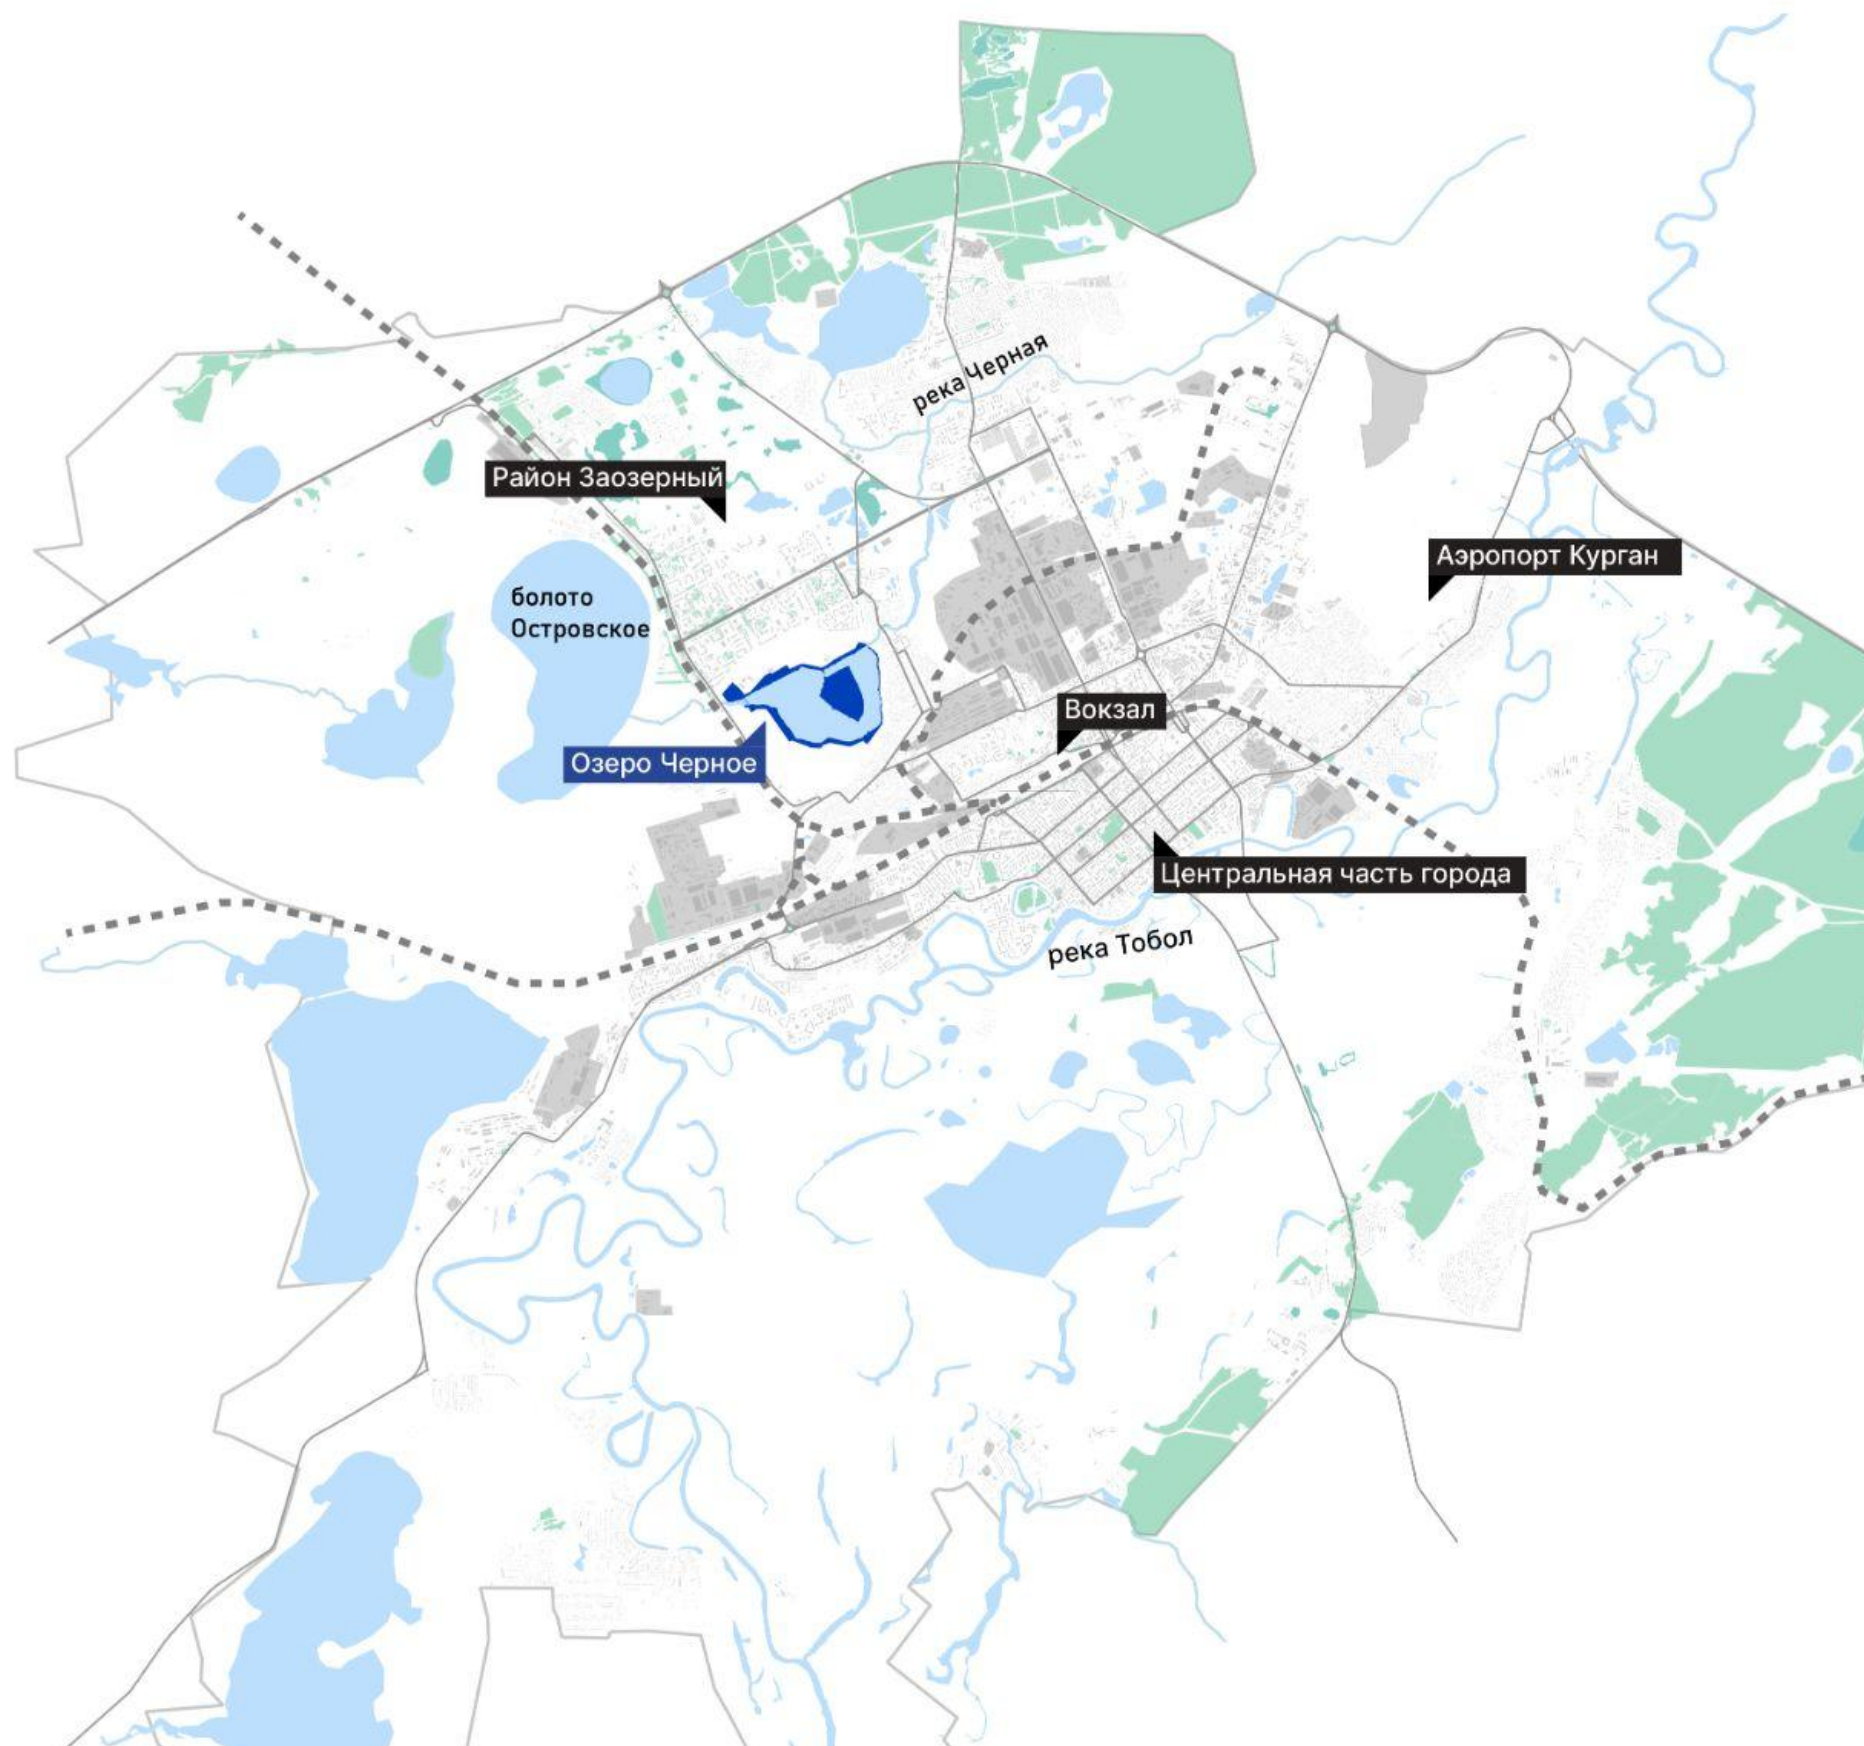 река Черная
Район Заозерный
Аэропорт Курган
болото
Островское
Вокзал
Озеро Черное
Центральная часть города
река Тобол